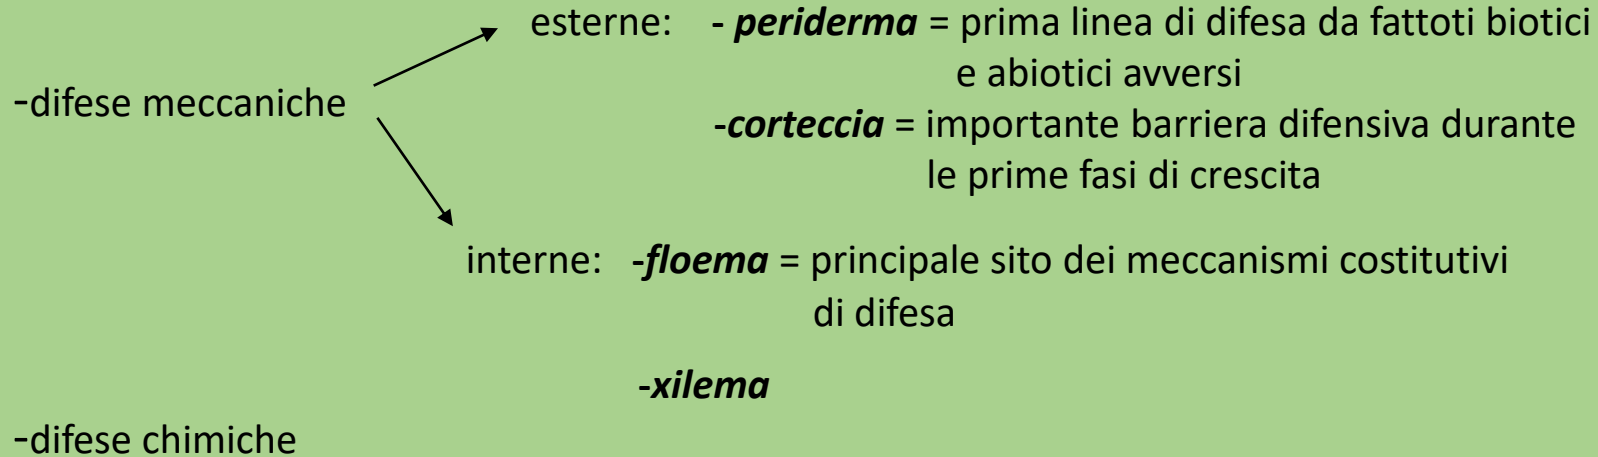 esterne: - periderma = prima linea di difesa da fattoti biotici
e abiotici avversi
-difese meccaniche
-corteccia = importante barriera difensiva durante
le prime fasi di crescita
interne: -floema = principale sito dei meccanismi costitutivi
di difesa
-xilema
-difese chimiche